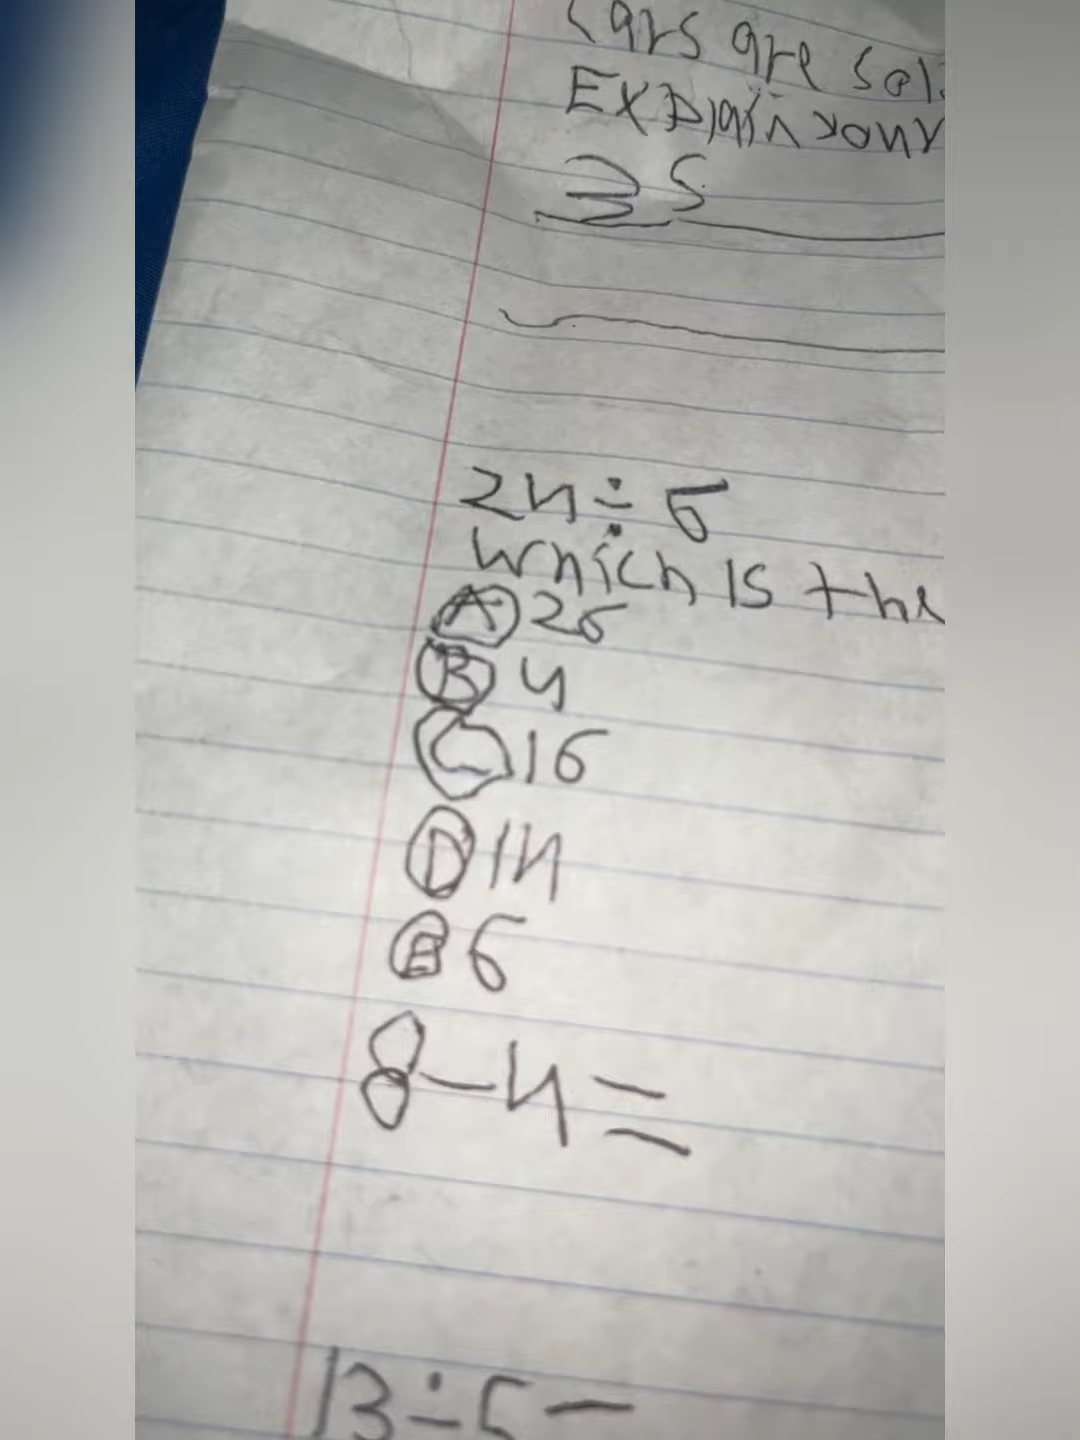 Cars are sol
Explain your
35
24 ÷ 6
which is the
A 26
B 4
C 16
D 14
E 6
8 - 4 =
13 ÷ 5 -